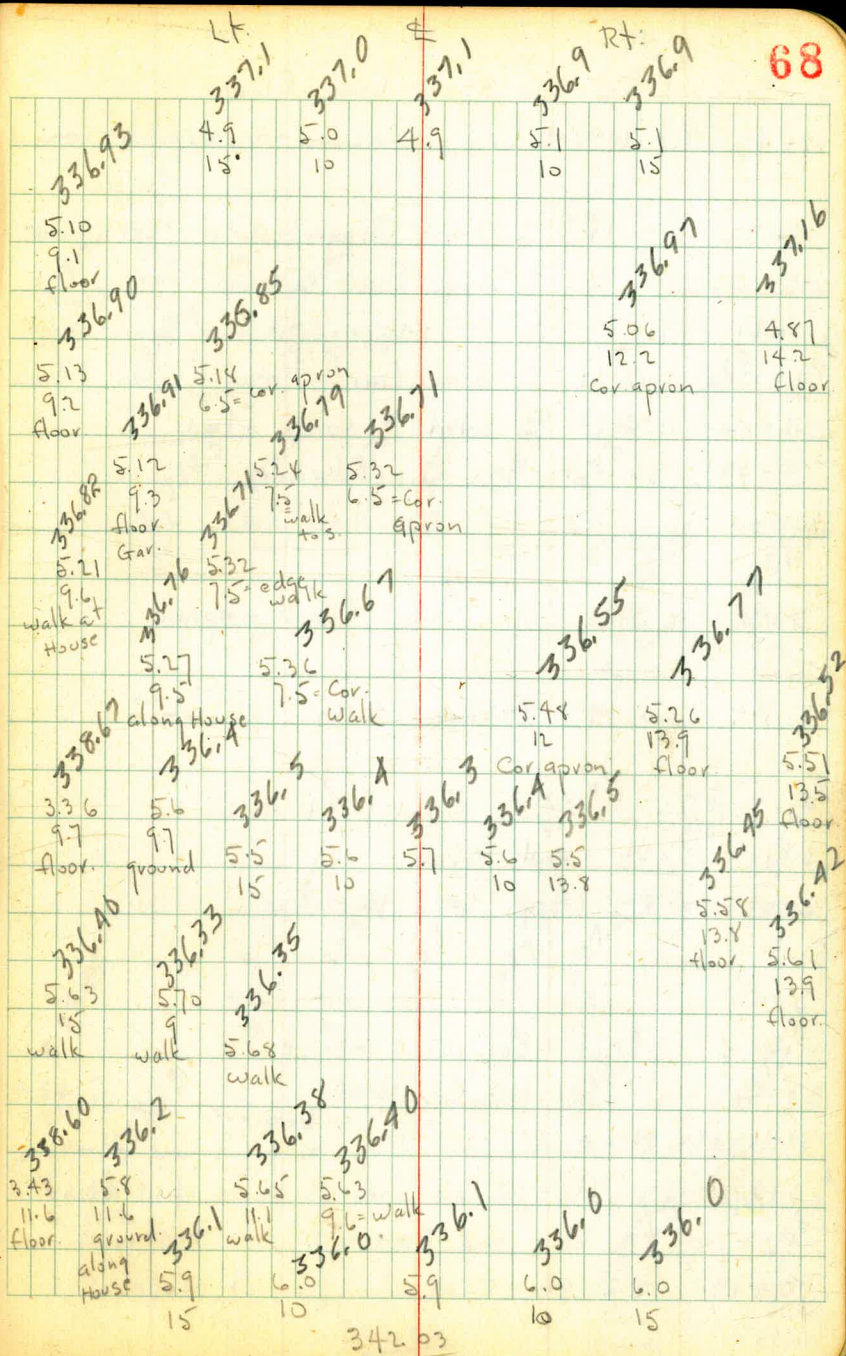 Lt. ℄ Rt.
68
337.1 337.0 337.1 336.9 336.9
4.9 5.0 4.9 5.1 5.1
15 10 10 15
336.93
5.10
9.1
floor
336.97 337.16
5.06 4.87
12.2 14.2
Cor. apron floor
336.90 336.85
5.13 5.18
9.2 6.5 = Cor. apron
floor
336.91 336.79 336.71
5.12 5.24 5.32
9.3 7.5 = walk to S. 6.5 = Cor. apron
floor
Gar.
336.82 336.71
5.21 5.32
9.6 7.5 = edge walk
walk at
House
336.76 336.67
5.27 5.36
9.5 7.5 = Cor. Walk
along House
336.55 336.77
5.48 5.26
12 13.9
Cor. apron floor
336.52
5.51
13.5
floor
338.67 336.4
3.36 5.6
9.7 9.7
floor. ground
336.5 336.4 336.3 336.4 336.5
5.5 5.6 5.7 5.6 5.5
15 10 10 13.8
336.45
5.58
13.8
floor
336.42
5.61
13.9
floor
336.40 336.33 336.35
5.63 5.70 5.68
15 9 walk
walk walk
338.60 336.2 336.38 336.40
3.43 5.8 5.65 5.63
11.6 11.6 11.1 9.6 = walk
floor ground walk
along
House
336.1 336.0 336.1 336.0 336.0
5.9 6.0 5.9 6.0 6.0
15 10 10 15
342.03